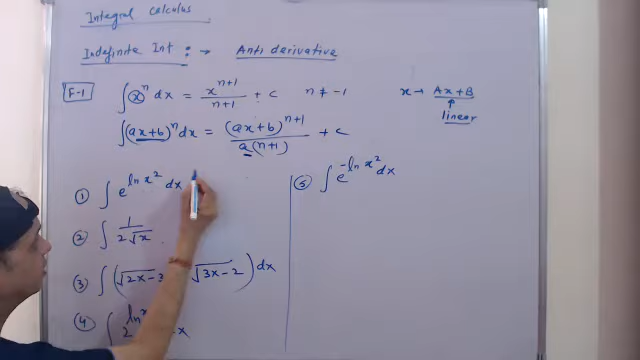 Integral Calculus
Indefinite Int : → Anti derivative
F-1 ∫ x^n dx = x^(n+1)/(n+1) + c n ≠ -1 x → Ax+B
linear
∫ (ax+b)^n dx = (ax+b)^(n+1)/a(n+1) + c
① ∫ e^(ln x²) dx
② ∫ 1/(2√x)
③ ∫ (√2x-3 √3x-2) dx
④ ∫ 2^(ln x x
⑤ ∫ e^(-ln x²) dx